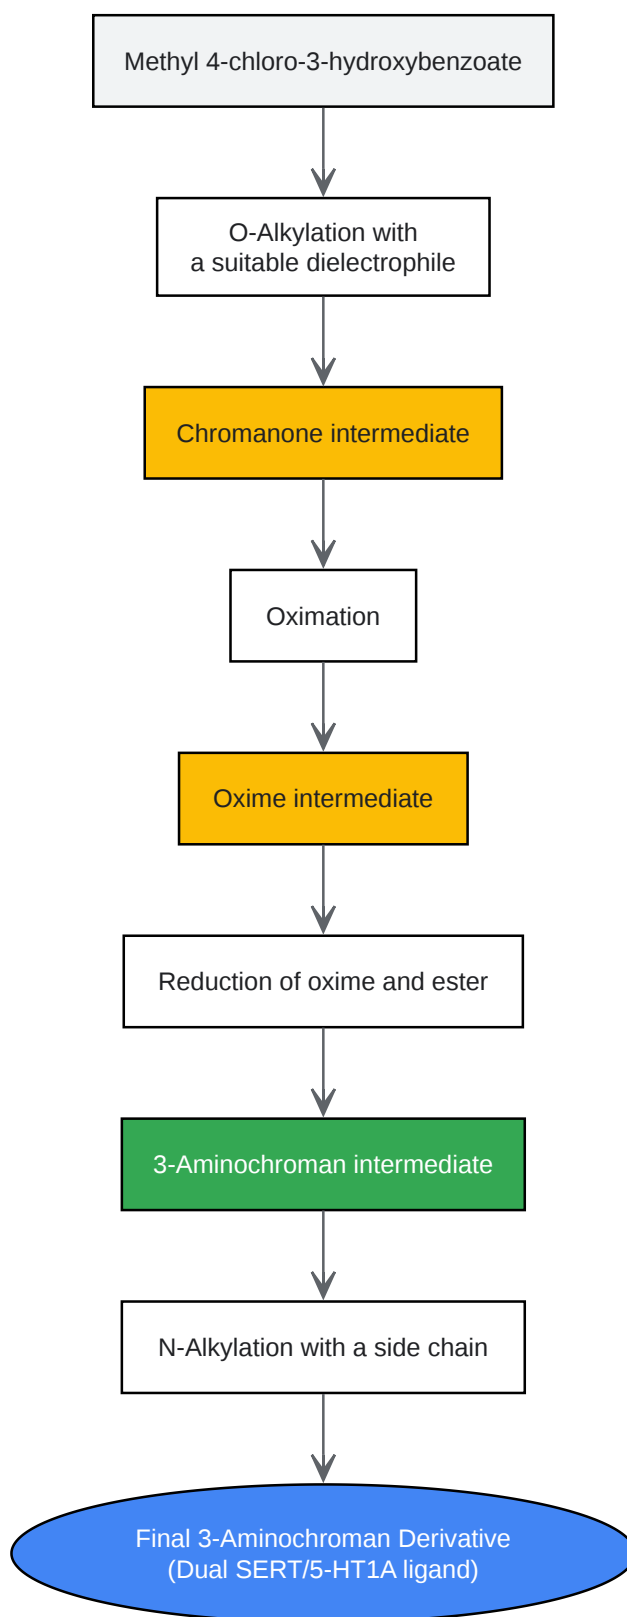 Methyl 4-chloro-3-hydroxybenzoate
O-Alkylation with
a suitable dielectrophile
Chromanone intermediate
Oximation
Oxime intermediate
Reduction of oxime and ester
3-Aminochroman intermediate
N-Alkylation with a side chain
Final 3-Aminochroman Derivative
(Dual SERT/5-HT1A ligand)